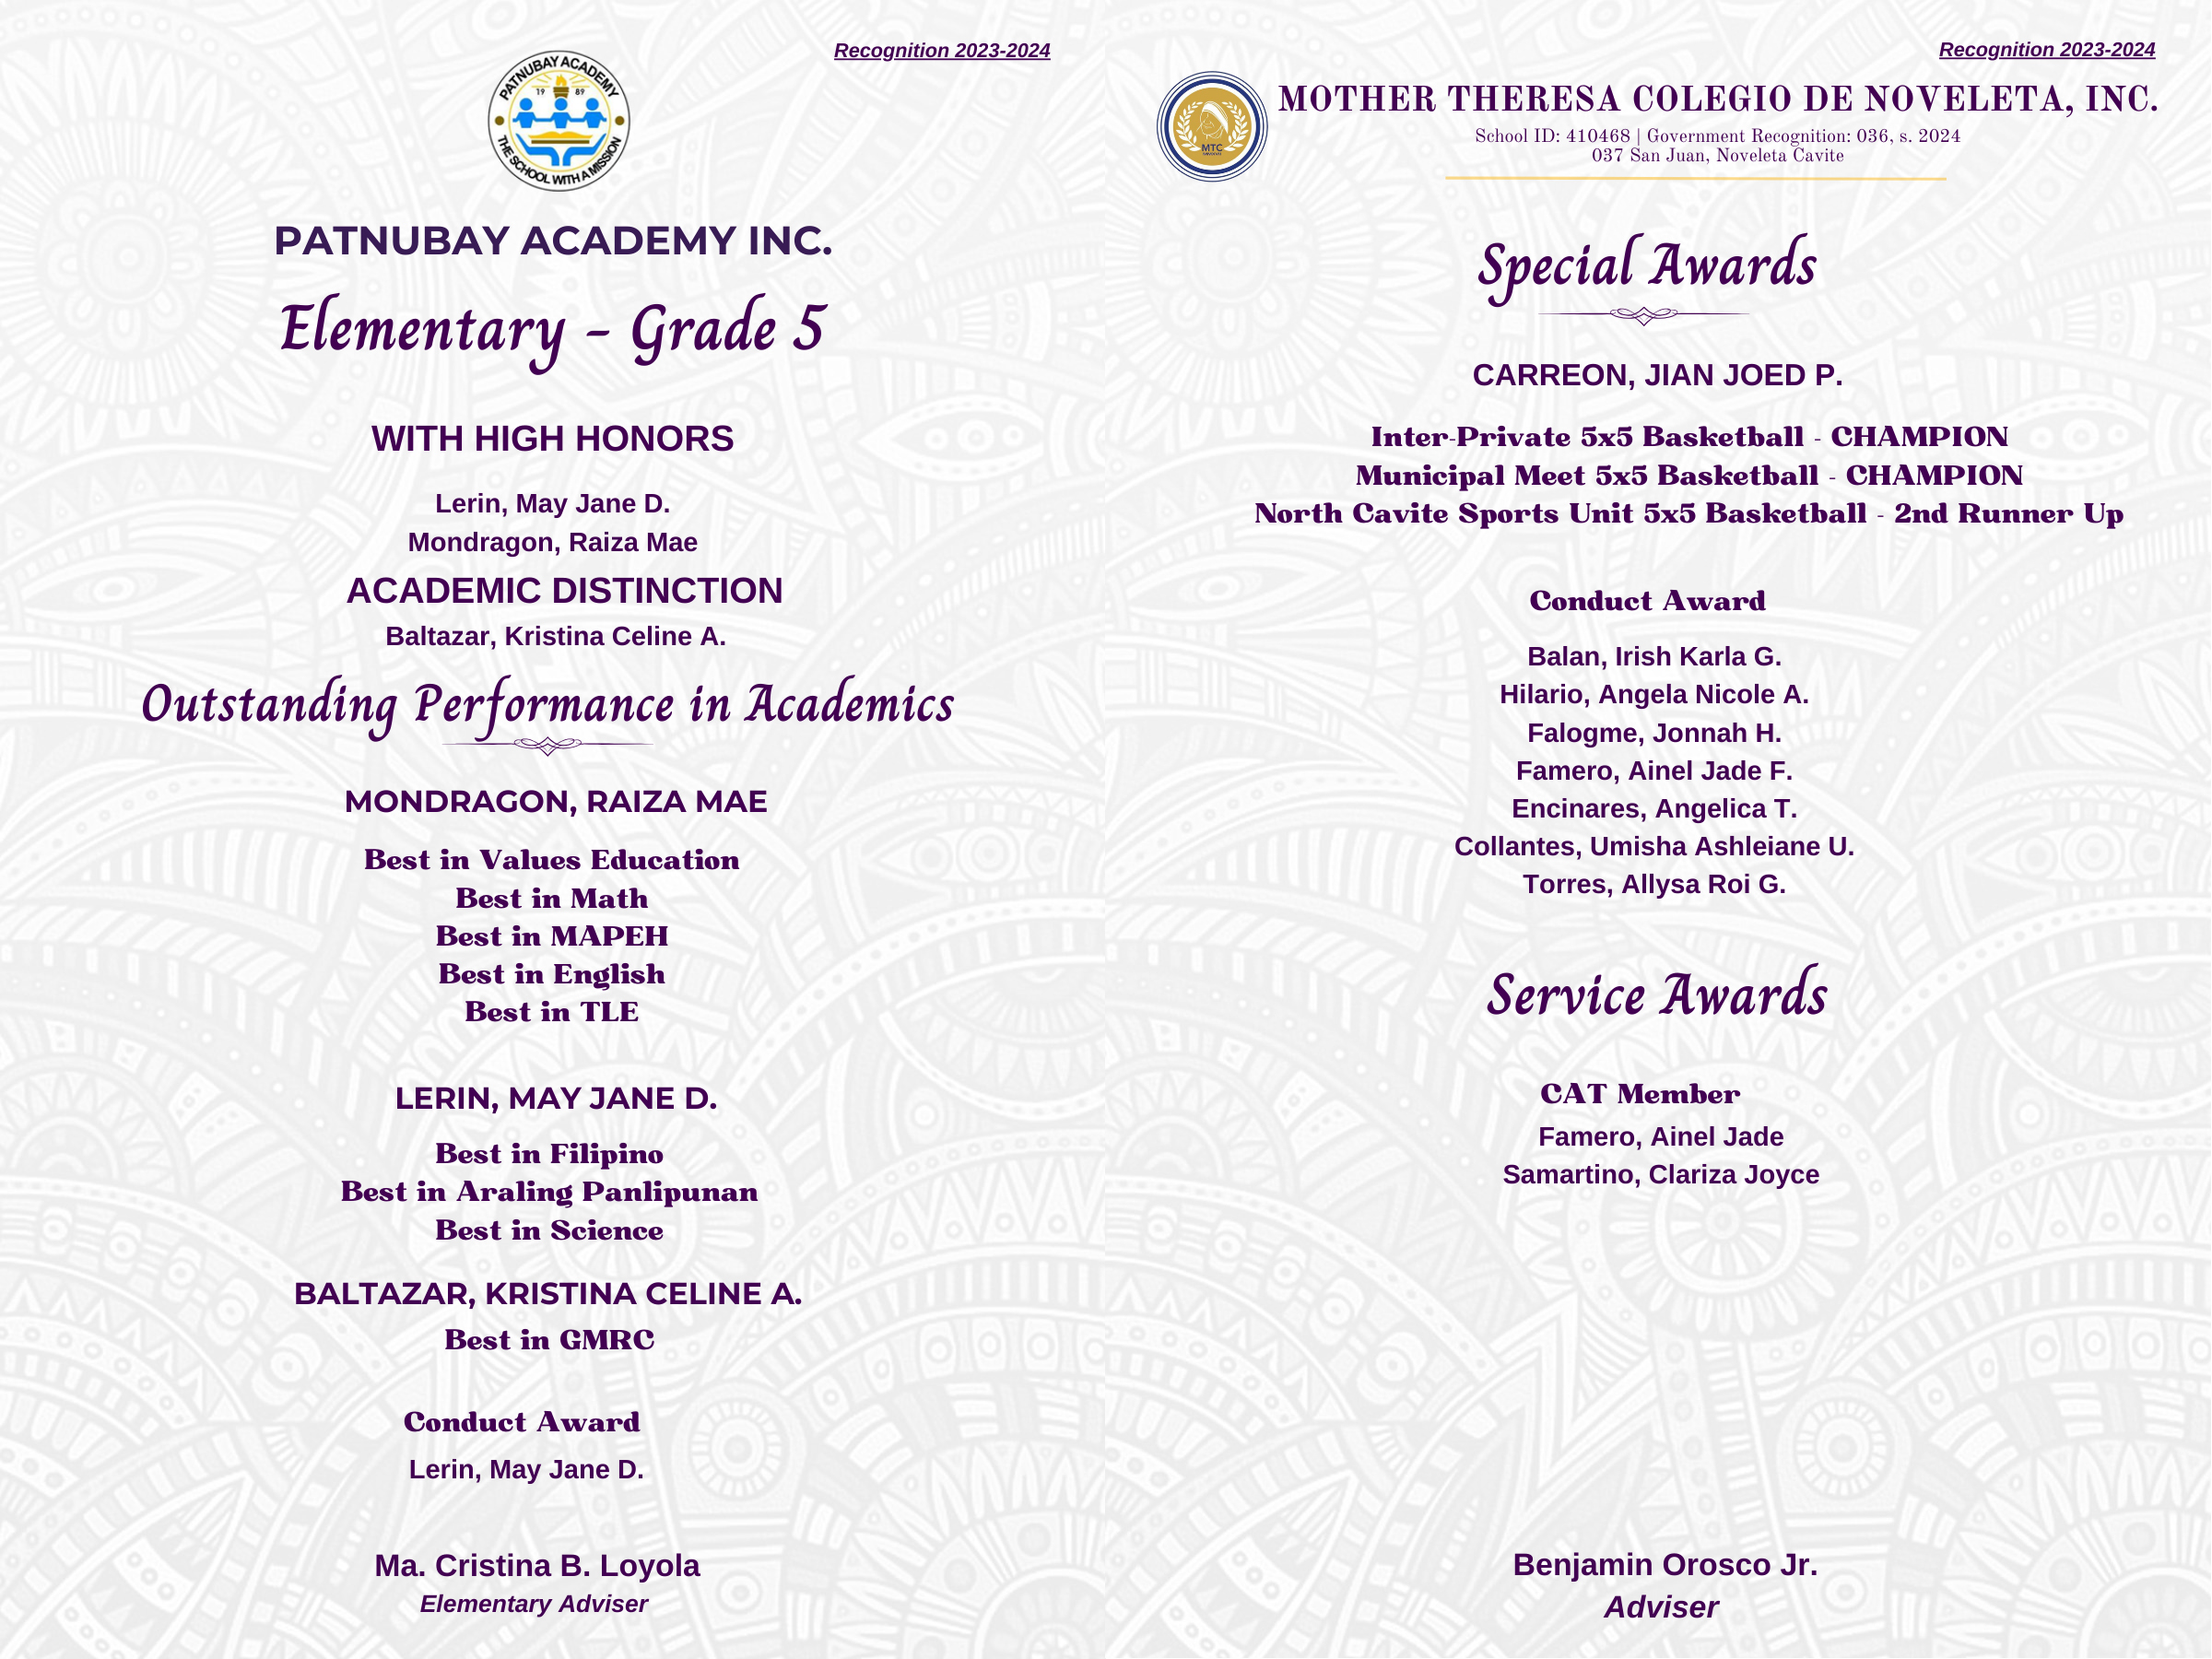 Recognition 2023-2024
PATNUBAY ACADEMY
19 89
THE SCHOOL WITH A MISSION
PATNUBAY ACADEMY INC.
Elementary - Grade 5
WITH HIGH HONORS
Lerin, May Jane D.
Mondragon, Raiza Mae
ACADEMIC DISTINCTION
Baltazar, Kristina Celine A.
Outstanding Performance in Academics
MONDRAGON, RAIZA MAE
Best in Values Education
Best in Math
Best in MAPEH
Best in English
Best in TLE
LERIN, MAY JANE D.
Best in Filipino
Best in Araling Panlipunan
Best in Science
BALTAZAR, KRISTINA CELINE A.
Best in GMRC
Conduct Award
Lerin, May Jane D.
Ma. Cristina B. Loyola
Elementary Adviser
Recognition 2023-2024
MTC
MOTHER THERESA COLEGIO DE NOVELETA, INC.
School ID: 410468 | Government Recognition: 036, s. 2024
037 San Juan, Noveleta Cavite
Special Awards
CARREON, JIAN JOED P.
Inter-Private 5x5 Basketball - CHAMPION
Municipal Meet 5x5 Basketball - CHAMPION
North Cavite Sports Unit 5x5 Basketball - 2nd Runner Up
Conduct Award
Balan, Irish Karla G.
Hilario, Angela Nicole A.
Falogme, Jonnah H.
Famero, Ainel Jade F.
Encinares, Angelica T.
Collantes, Umisha Ashleiane U.
Torres, Allysa Roi G.
Service Awards
CAT Member
Famero, Ainel Jade
Samartino, Clariza Joyce
Benjamin Orosco Jr.
Adviser